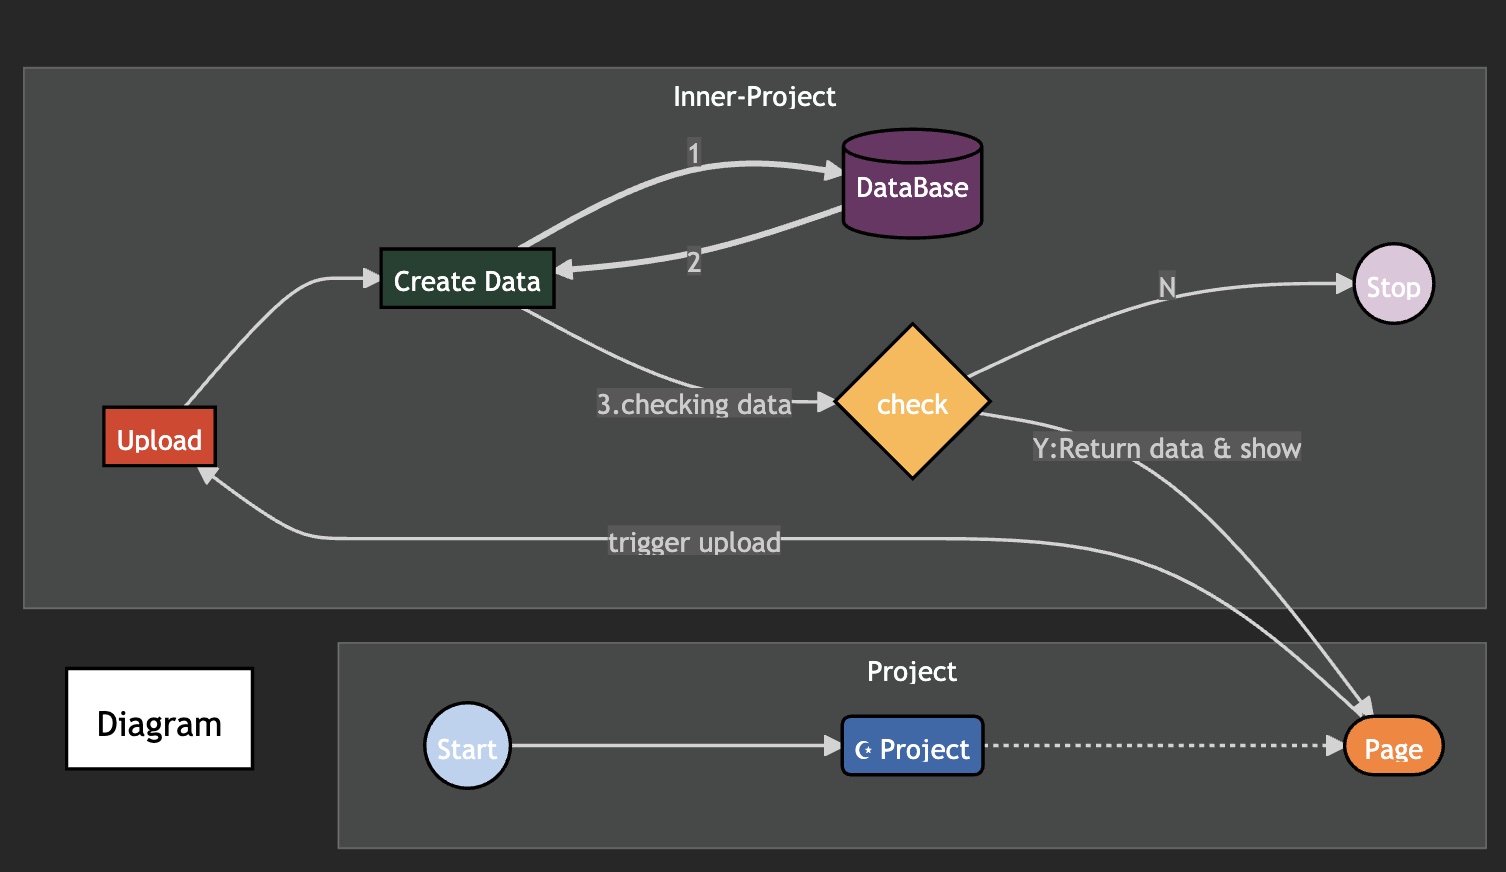 Inner-Project
1
DataBase
2
Create Data
N
Stop
3.checking data
check
Upload
Y:Return data & show
trigger upload
Project
Diagram
Start
☪ Project
Page